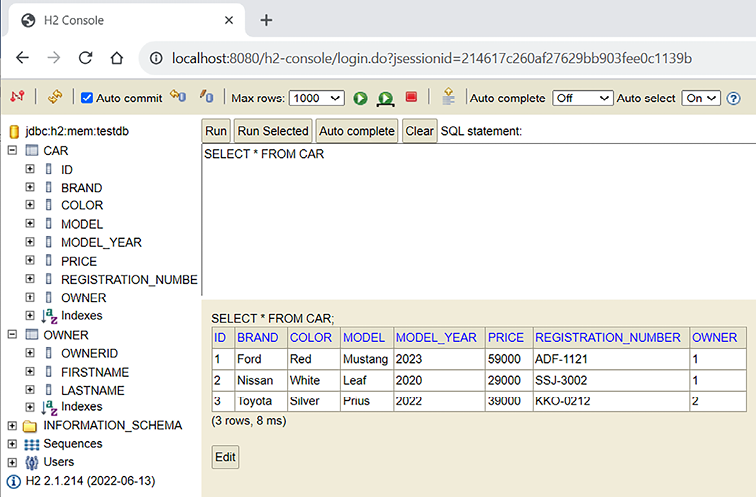 H2 Console
localhost:8080/h2-console/login.do?jsessionid=214617c260af27629bb903fee0c1139b
Auto commit Max rows: 1000 Auto complete Off Auto select On ?
jdbc:h2:mem:testdb
CAR
ID
BRAND
COLOR
MODEL
MODEL_YEAR
PRICE
REGISTRATION_NUMBE
OWNER
Indexes
OWNER
OWNERID
FIRSTNAME
LASTNAME
Indexes
INFORMATION_SCHEMA
Sequences
Users
H2 2.1.214 (2022-06-13)
Run Run Selected Auto complete Clear SQL statement:
SELECT * FROM CAR
SELECT * FROM CAR;
ID BRAND COLOR MODEL MODEL_YEAR PRICE REGISTRATION_NUMBER OWNER
1 Ford Red Mustang 2023 59000 ADF-1121 1
2 Nissan White Leaf 2020 29000 SSJ-3002 1
3 Toyota Silver Prius 2022 39000 KKO-0212 2
(3 rows, 8 ms)
Edit